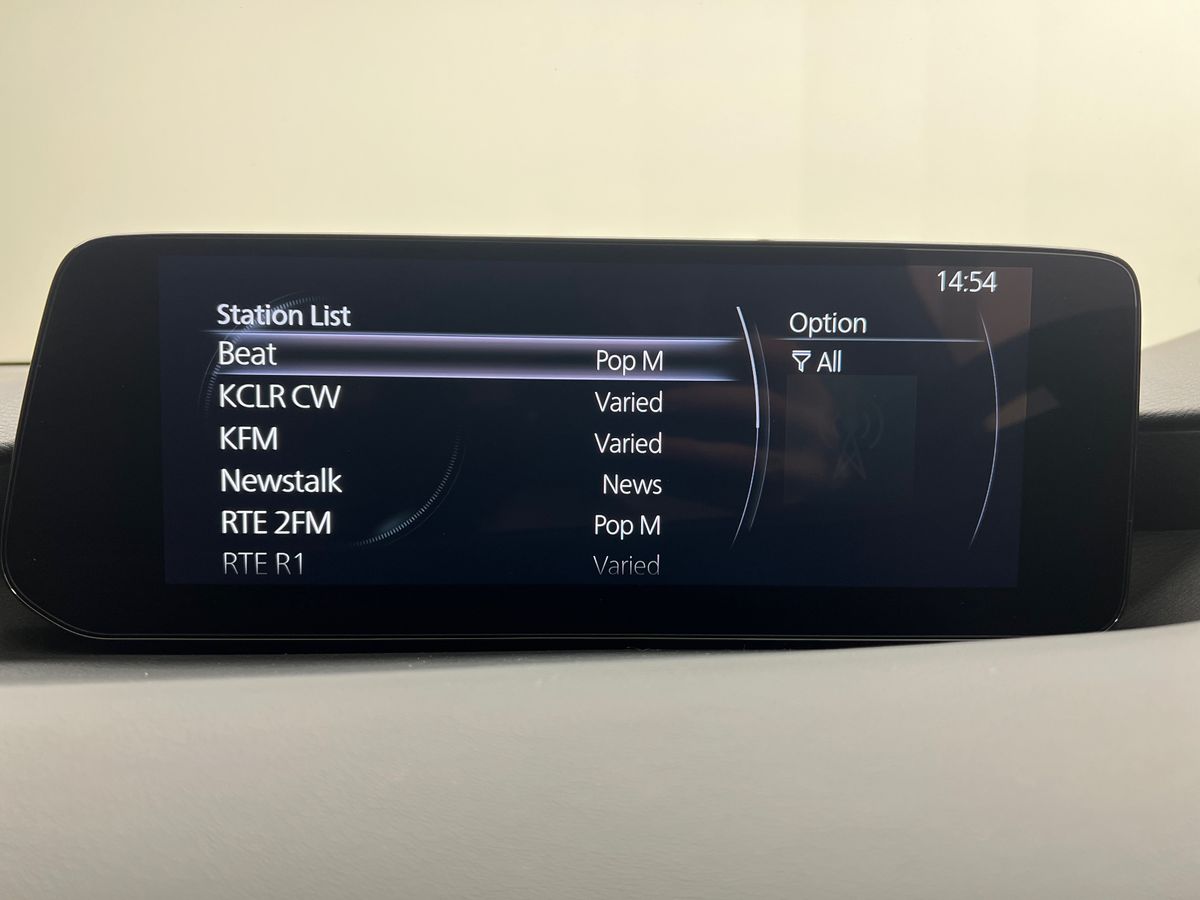 14:54
Station List
Option
Beat Pop M
All
KCLR CW Varied
KFM Varied
Newstalk News
RTE 2FM Pop M
RTE R1 Varied